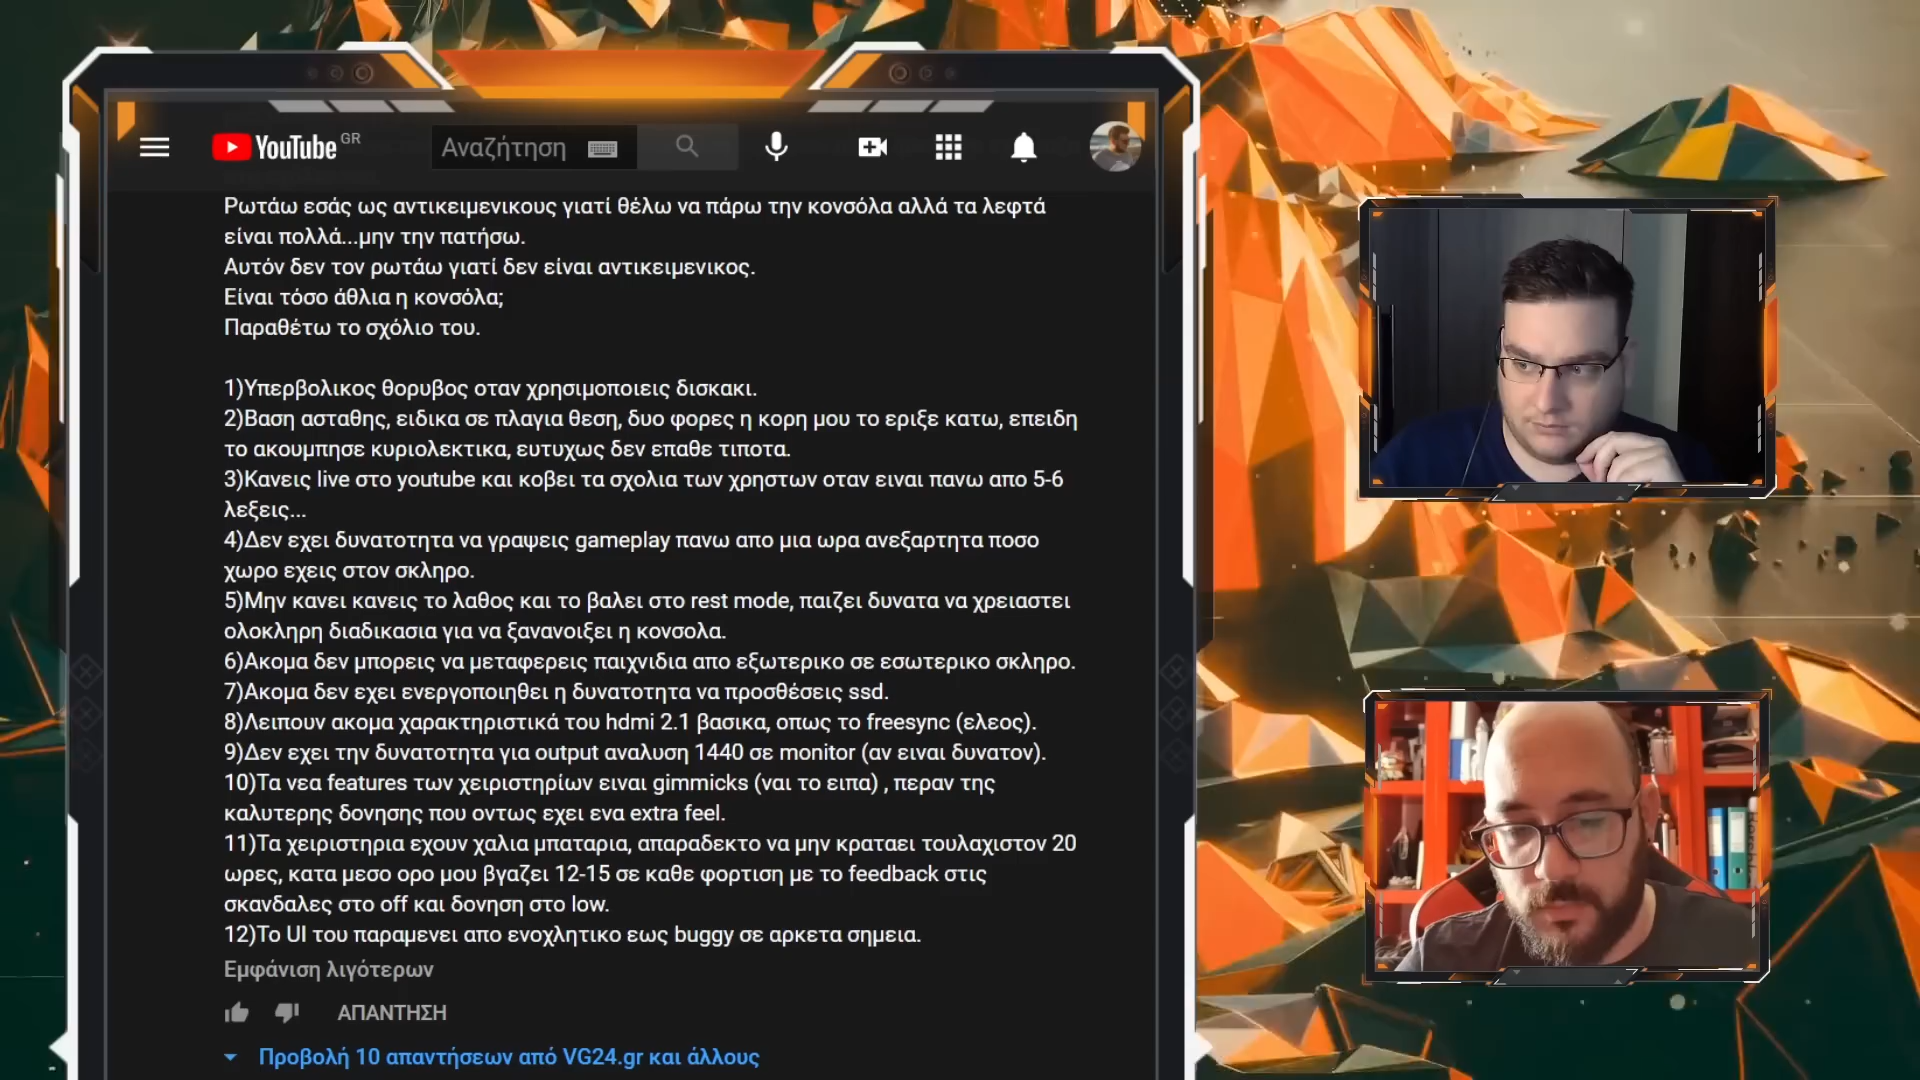 YouTube GR
Αναζήτηση
Ρωτάω εσάς ως αντικειμενικους γιατί θέλω να πάρω την κονσόλα αλλά τα λεφτά
είναι πολλά...μην την πατήσω.
Αυτόν δεν τον ρωτάω γιατί δεν είναι αντικειμενικος.
Είναι τόσο άθλια η κονσόλα;
Παραθέτω το σχόλιο του.
1)Υπερβολικος θορυβος οταν χρησιμοποιεις δισκακι.
2)Βαση ασταθης, ειδικα σε πλαγια θεση, δυο φορες η κορη μου το εριξε κατω, επειδη
το ακουμπησε κυριολεκτικα, ευτυχως δεν επαθε τιποτα.
3)Κανεις live στο youtube και κοβει τα σχολια των χρηστων οταν ειναι πανω απο 5-6
λεξεις...
4)Δεν εχει δυνατοτητα να γραψεις gameplay πανω απο μια ωρα ανεξαρτητα ποσο
χωρο εχεις στον σκληρο.
5)Μην κανει κανεις το λαθος και το βαλει στο rest mode, παιζει δυνατα να χρειαστει
ολοκληρη διαδικασια για να ξανανοιξει η κονσολα.
6)Ακομα δεν μπορεις να μεταφερεις παιχνιδια απο εξωτερικο σε εσωτερικο σκληρο.
7)Ακομα δεν εχει ενεργοποιηθει η δυνατοτητα να προσθέσεις ssd.
8)Λειπουν ακομα χαρακτηριστικά του hdmi 2.1 βασικα, οπως το freesync (ελεος).
9)Δεν εχει την δυνατοτητα για output αναλυση 1440 σε monitor (αν ειναι δυνατον).
10)Τα νεα features των χειριστηρίων ειναι gimmicks (ναι το ειπα) , περαν της
καλυτερης δονησης που οντως εχει ενα extra feel.
11)Τα χειριστηρια εχουν χαλια μπαταρια, απαραδεκτο να μην κραταει τουλαχιστον 20
ωρες, κατα μεσο ορο μου βγαζει 12-15 σε καθε φορτιση με το feedback στις
σκανδαλες στο off και δονηση στο low.
12)Το UI του παραμενει απο ενοχλητικο εως buggy σε αρκετα σημεια.
Εμφάνιση λιγότερων
ΑΠΑΝΤΗΣΗ
Προβολή 10 απαντήσεων από VG24.gr και άλλους